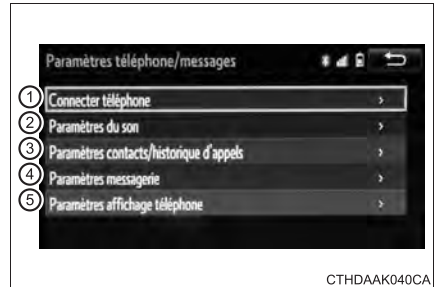 Paramètres téléphone/messages
1 Connecter téléphone
2 Paramètres du son
3 Paramètres contacts/historique d'appels
4 Paramètres messagerie
5 Paramètres affichage téléphone
CTHDAAK040CA